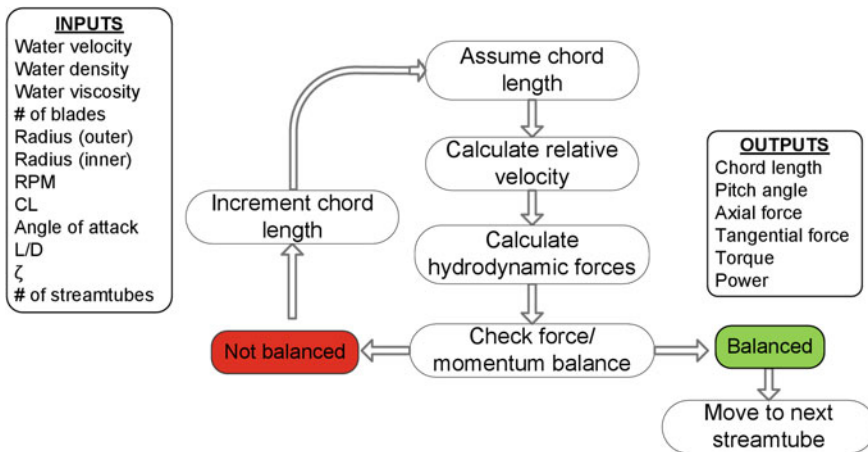 INPUTS
Water velocity
Water density
Water viscosity
# of blades
Radius (outer)
Radius (inner)
RPM
CL
Angle of attack
L/D
ζ
# of streamtubes
Assume chord
length
Calculate relative
velocity
Calculate
hydrodynamic forces
Check force/
momentum balance
Not balanced
Increment chord
length
Balanced
Move to next
streamtube
OUTPUTS
Chord length
Pitch angle
Axial force
Tangential force
Torque
Power